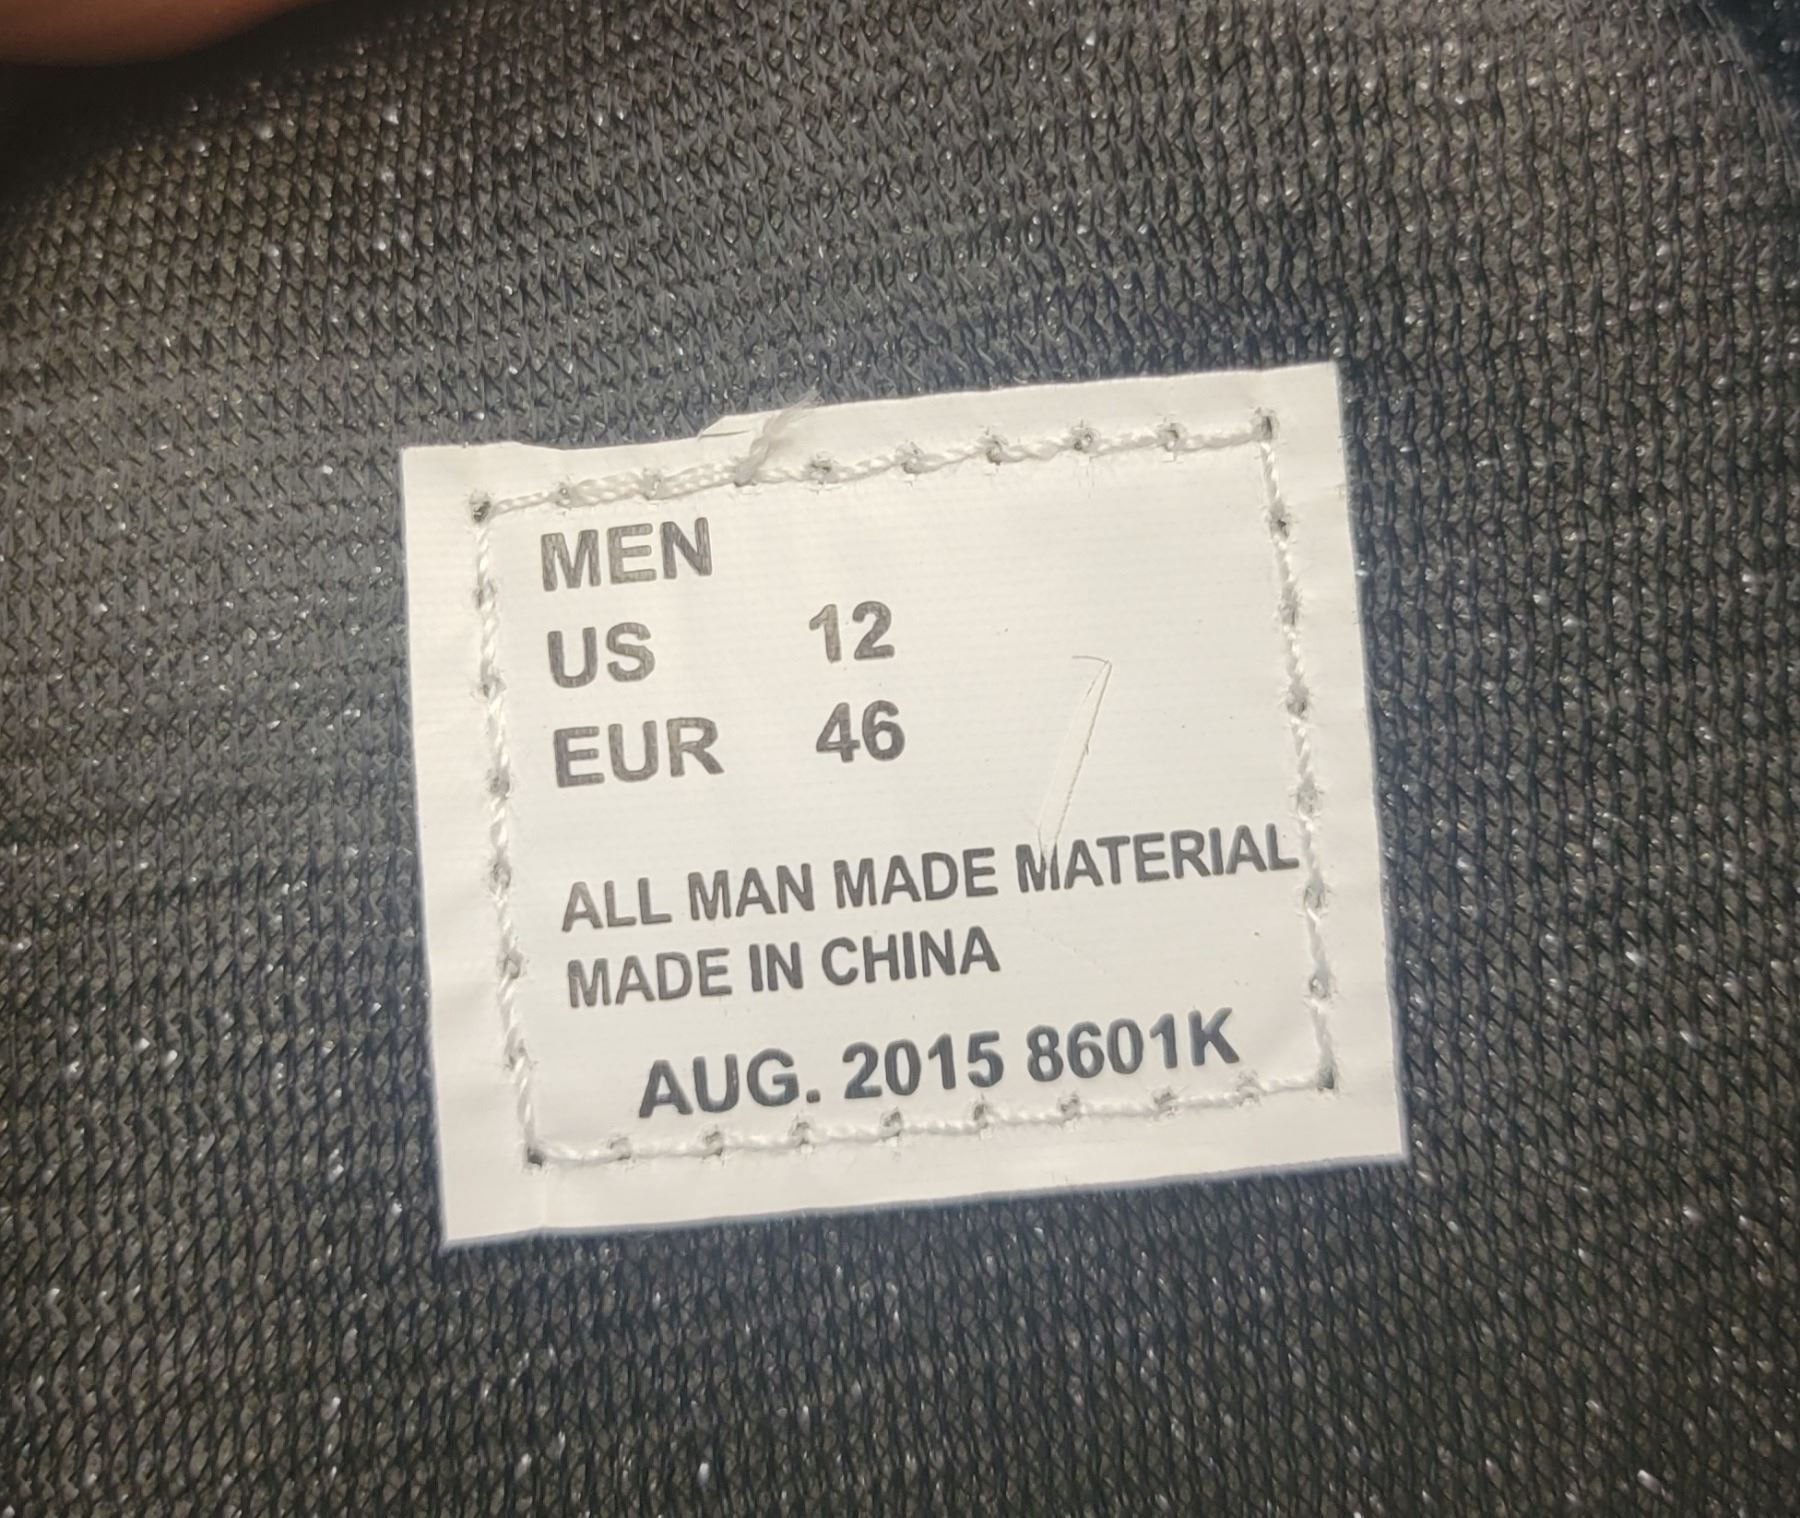 MEN
US 12
EUR 46
ALL MAN MADE MATERIAL
MADE IN CHINA
AUG. 2015 8601K